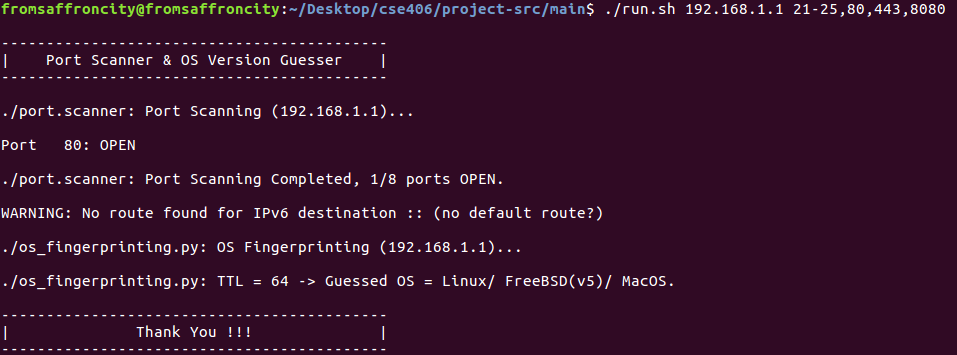 fromsaffroncity@fromsaffroncity:~/Desktop/cse406/project-src/main$ ./run.sh 192.168.1.1 21-25,80,443,8080
-------------------------------------------
|    Port Scanner & OS Version Guesser    |
-------------------------------------------
./port.scanner: Port Scanning (192.168.1.1)...
Port   80: OPEN
./port.scanner: Port Scanning Completed, 1/8 ports OPEN.
WARNING: No route found for IPv6 destination :: (no default route?)
./os_fingerprinting.py: OS Fingerprinting (192.168.1.1)...
./os_fingerprinting.py: TTL = 64 -> Guessed OS = Linux/ FreeBSD(v5)/ MacOS.
-------------------------------------------
|              Thank You !!!              |
-------------------------------------------